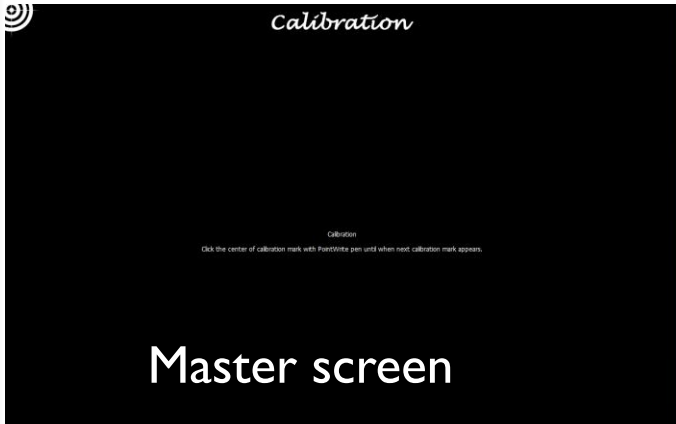 Calibration
Calibration
Click the center of calibration mark with PointWrite pen until when next calibration mark appears.
Master screen